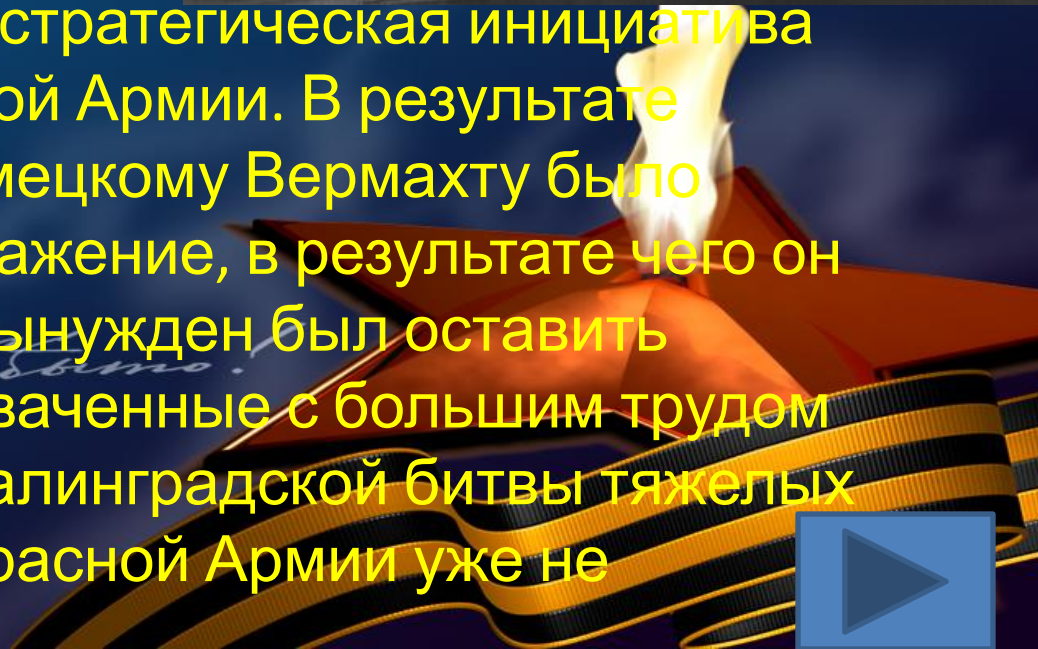 стратегическая инициатива
ой Армии. В результате
мецкому Вермахту было
ажение, в результате чего он
ынужден был оставить
ваченные с большим трудом
алинградской битвы тяжелых
расной Армии уже не